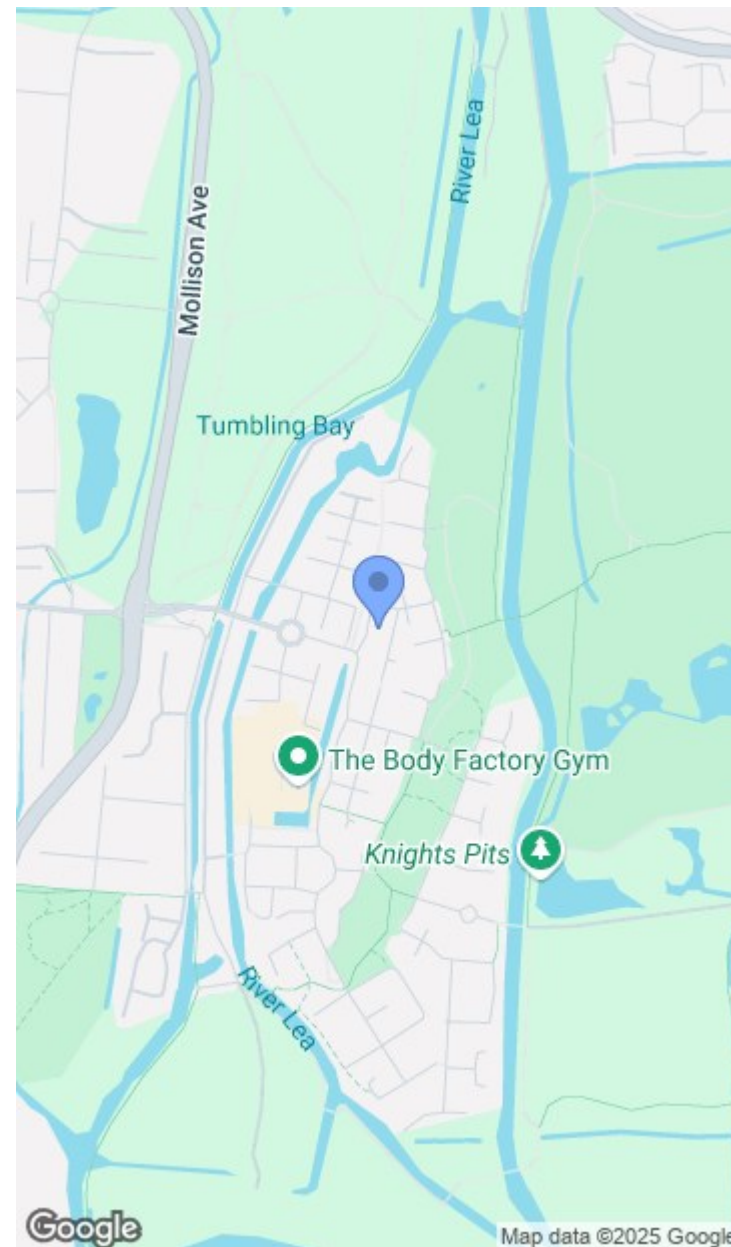 River Lea
Mollison Ave
Tumbling Bay
The Body Factory Gym
Knights Pits
River Lea
Google
Map data ©2025 Google